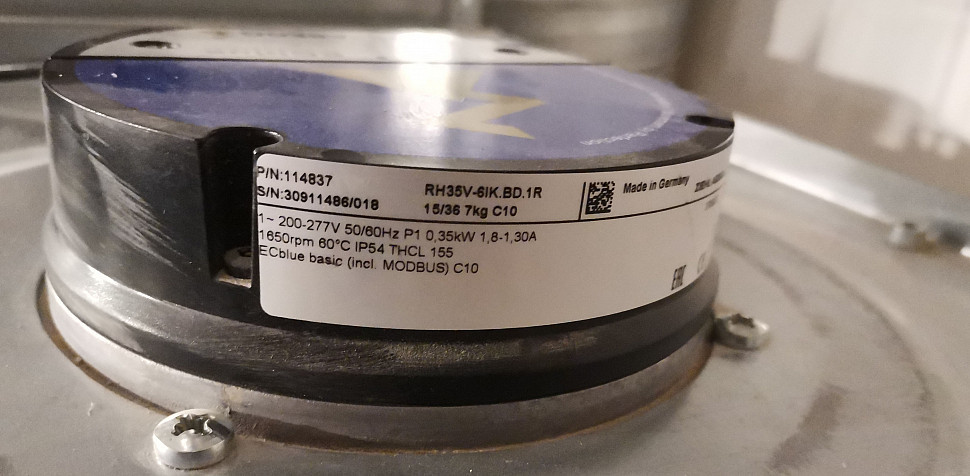 P/N:114837
S/N:30911486/018
RH35V-6IK.BD.1R
15/36 7kg C10
Made in Germany
1~ 200-277V 50/60Hz P1 0,35kW 1,8-1,30A
1650rpm 60°C IP54 THCL 155
ECblue basic (incl. MODBUS) C10
EAC